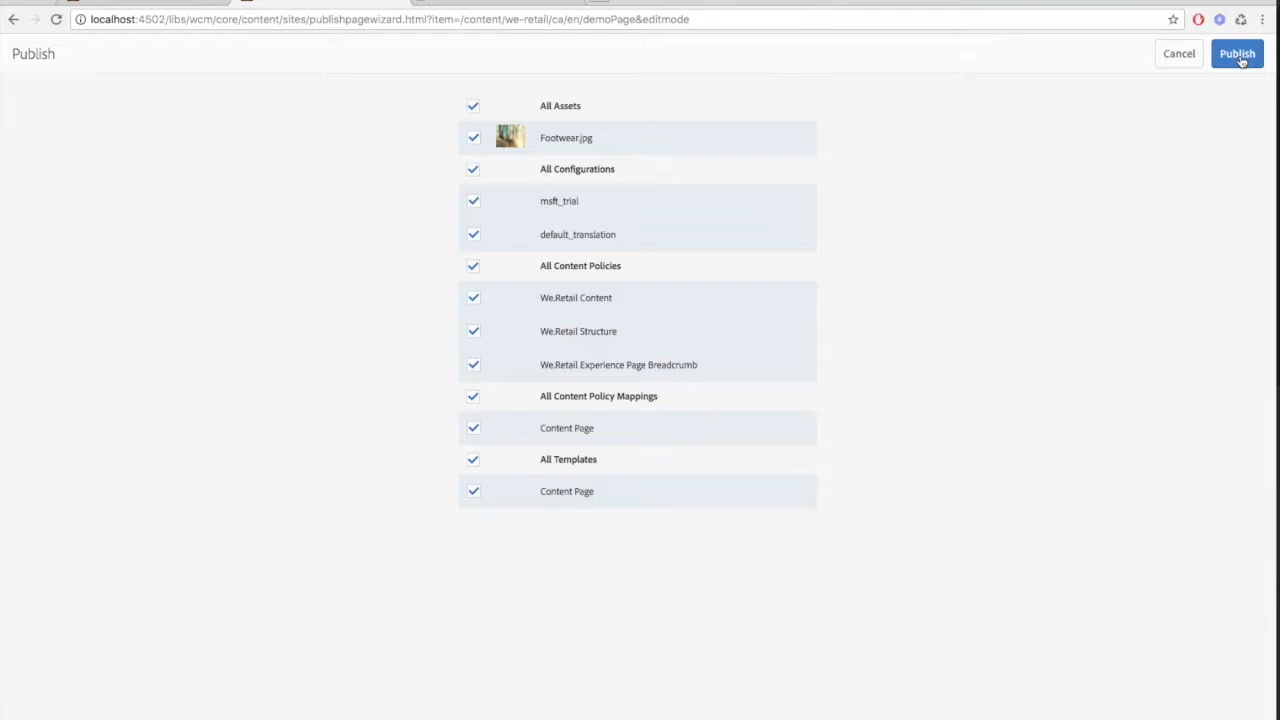 localhost:4502/libs/wcm/core/content/sites/publishpagewizard.html?item=/content/we-retail/ca/en/demoPage&editmode
Publish
Cancel
Publish
All Assets
Footwear.jpg
All Configurations
msft_trial
default_translation
All Content Policies
We.Retail Content
We.Retail Structure
We.Retail Experience Page Breadcrumb
All Content Policy Mappings
Content Page
All Templates
Content Page